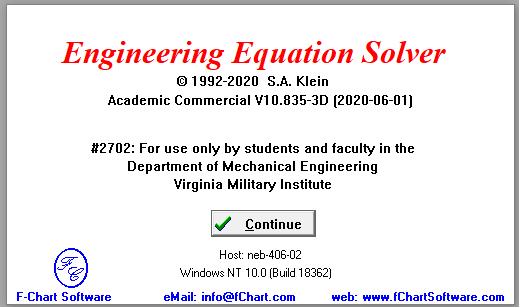 Engineering Equation Solver
© 1992-2020 S.A. Klein
Academic Commercial V10.835-3D (2020-06-01)
#2702: For use only by students and faculty in the
Department of Mechanical Engineering
Virginia Military Institute
Continue
Host: neb-406-02
Windows NT 10.0 (Build 18362)
FC
F-Chart Software eMail: info@fChart.com web: www.fChartSoftware.com